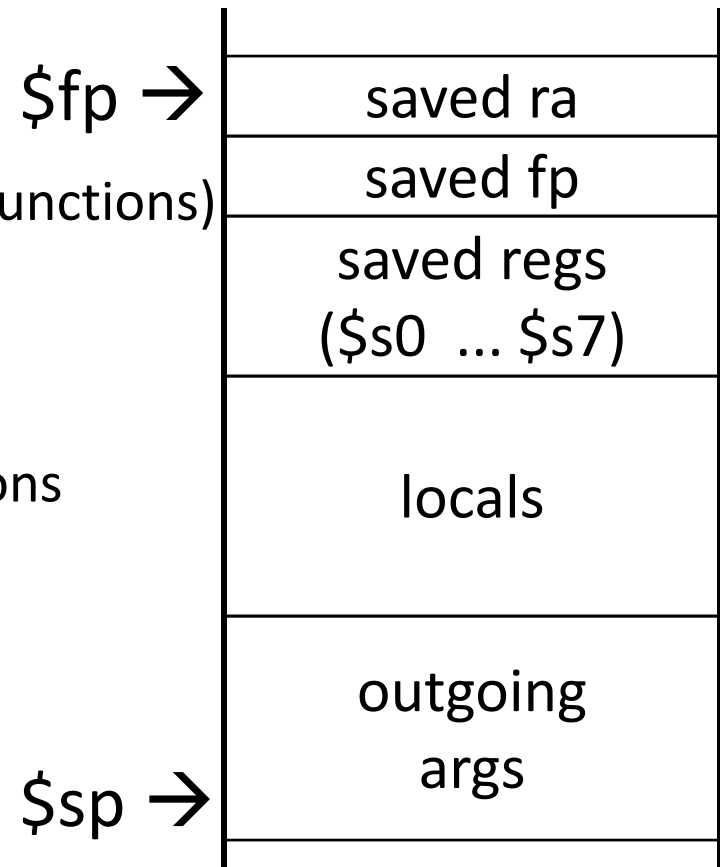 $fp → saved ra
saved fp
unctions)
saved regs
($s0 ... $s7)
locals
ons
outgoing
args
$sp →